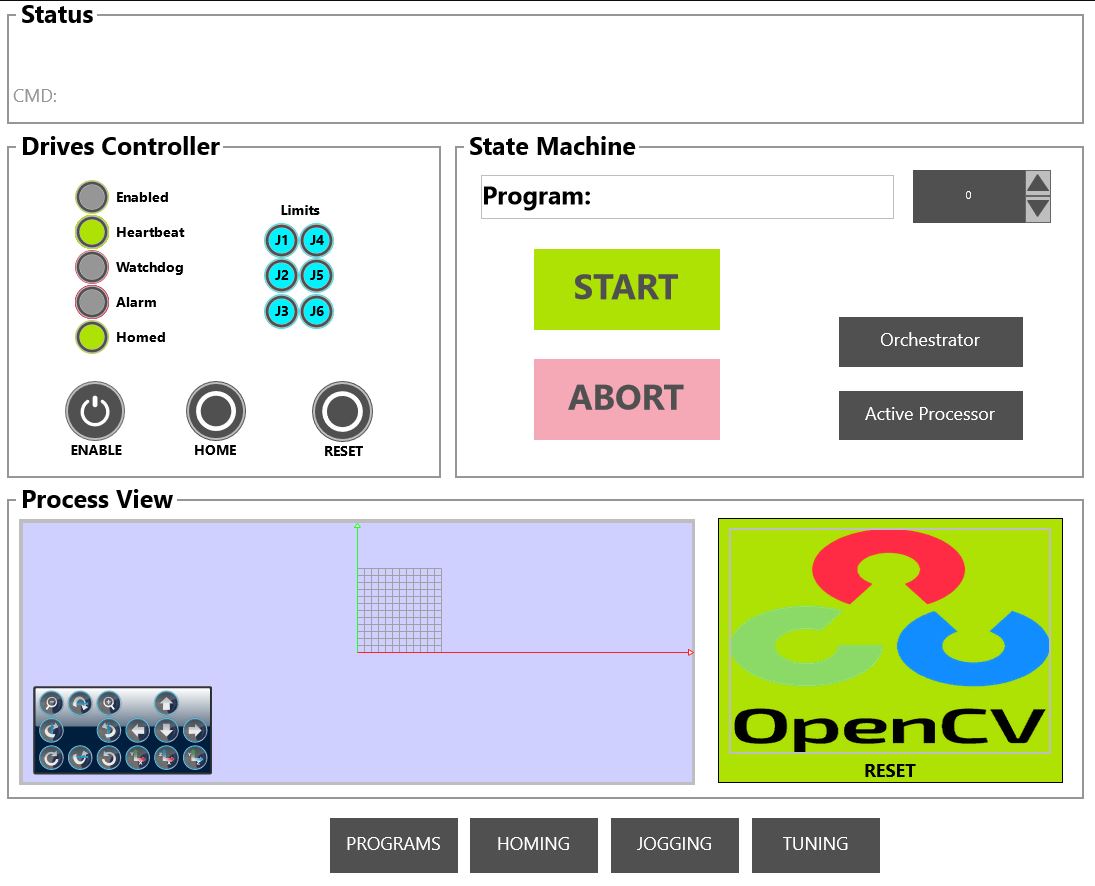 Status
CMD:
Drives Controller
Enabled
Heartbeat
Watchdog
Alarm
Homed
Limits
J1 J4
J2 J5
J3 J6
ENABLE HOME RESET
State Machine
Program:
0
START
ABORT
Orchestrator
Active Processor
Process View
OpenCV
RESET
PROGRAMS HOMING JOGGING TUNING